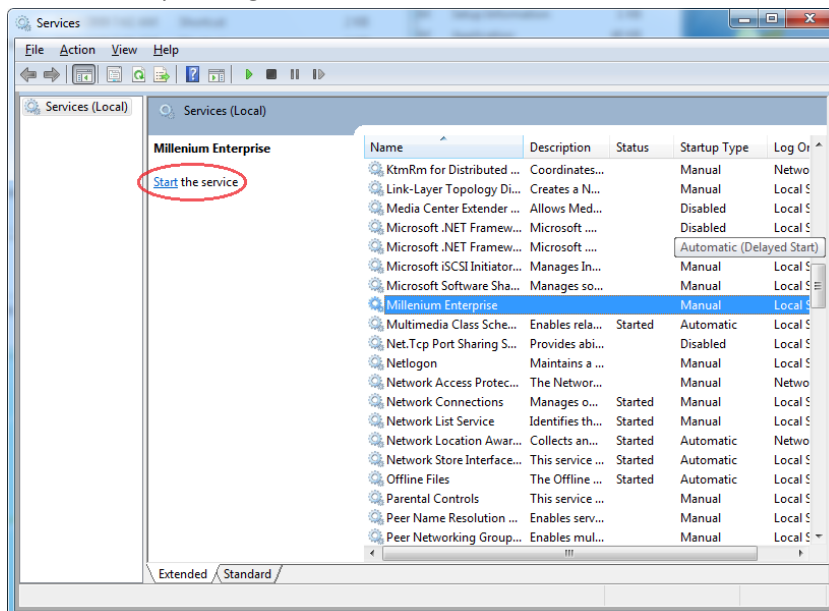 Services
File Action View Help
Services (Local)
Services (Local)
Millenium Enterprise
Start the service
Name Description Status Startup Type Log On
KtmRm for Distributed ... Coordinates... Manual Netwo
Link-Layer Topology Di... Creates a N... Manual Local S
Media Center Extender ... Allows Med... Disabled Local S
Microsoft .NET Framew... Microsoft .... Disabled Local S
Microsoft .NET Framew... Microsoft .... Automatic (Delayed Start)
Microsoft iSCSI Initiator... Manages In... Manual Local S
Microsoft Software Sha... Manages so... Manual Local S
Millenium Enterprise Manual Local S
Multimedia Class Sche... Enables rela... Started Automatic Local S
Net.Tcp Port Sharing S... Provides abi... Disabled Local S
Netlogon Maintains a ... Manual Local S
Network Access Protec... The Networ... Manual Netwo
Network Connections Manages o... Started Manual Local S
Network List Service Identifies th... Started Manual Local S
Network Location Awar... Collects an... Started Automatic Netwo
Network Store Interface... This service ... Started Automatic Local S
Offline Files The Offline ... Started Automatic Local S
Parental Controls This service ... Manual Local S
Peer Name Resolution ... Enables serv... Manual Local S
Peer Networking Group... Enables mul... Manual Local S
Extended Standard